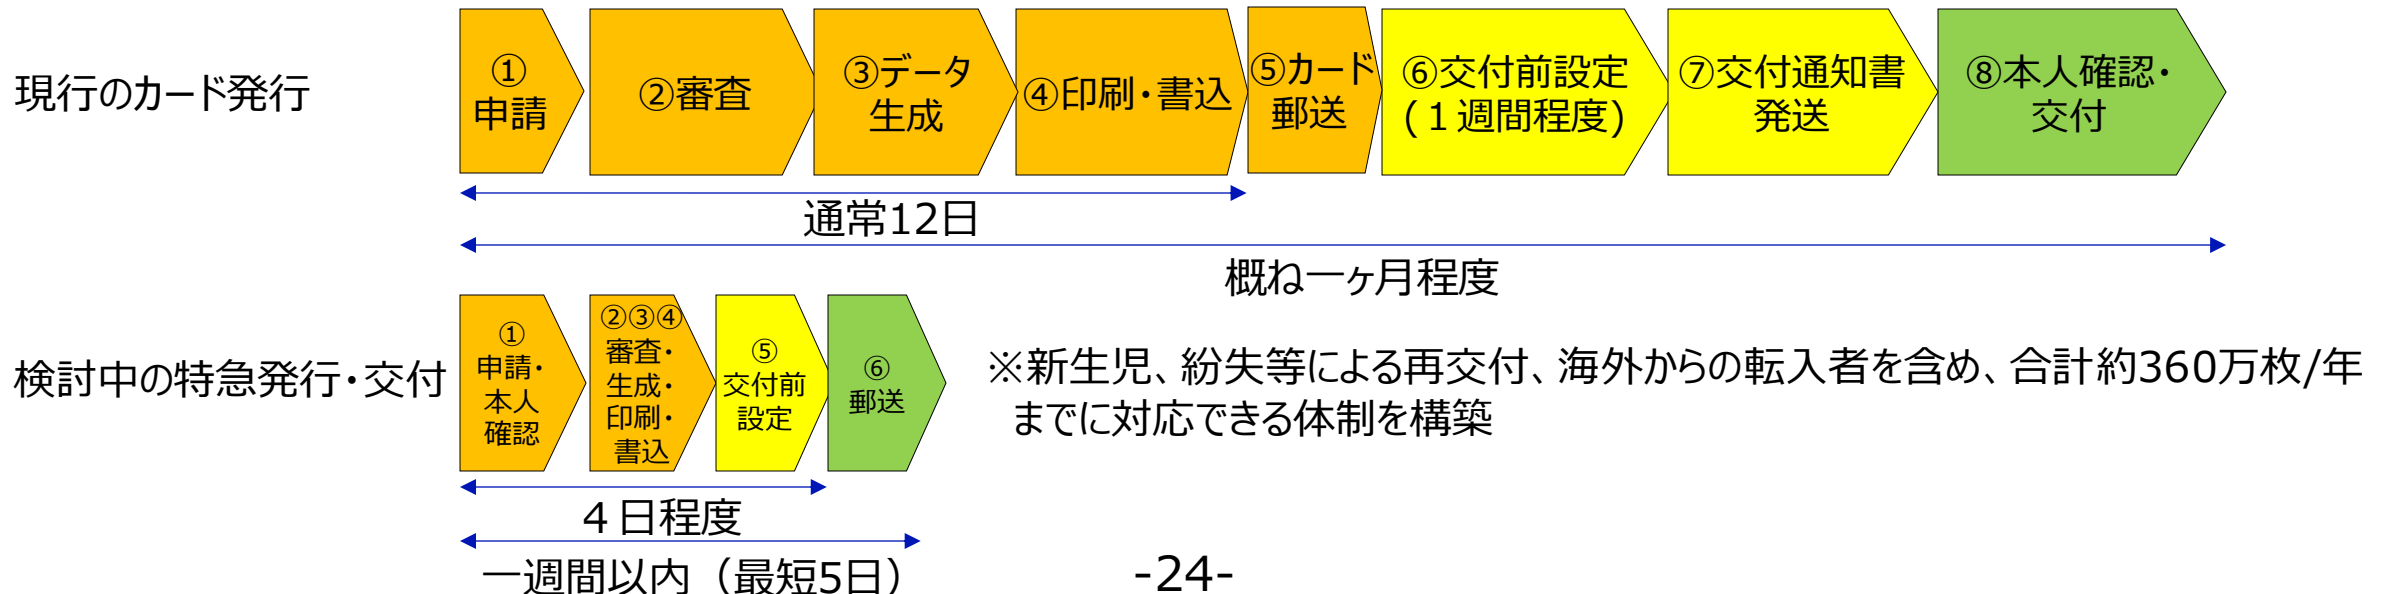 現行のカード発行
①
申請
②審査
③データ
生成
④印刷・書込
⑤カード
郵送
⑥交付前設定
(１週間程度)
⑦交付通知書
発送
⑧本人確認・
交付
通常12日
概ね一ヶ月程度
検討中の特急発行・交付
①
申請・
本人
確認
②③④
審査・
生成・
印刷・
書込
⑤
交付前
設定
⑥
郵送
※新生児、紛失等による再交付、海外からの転入者を含め、合計約360万枚/年
までに対応できる体制を構築
４日程度
一週間以内（最短5日）
-24-